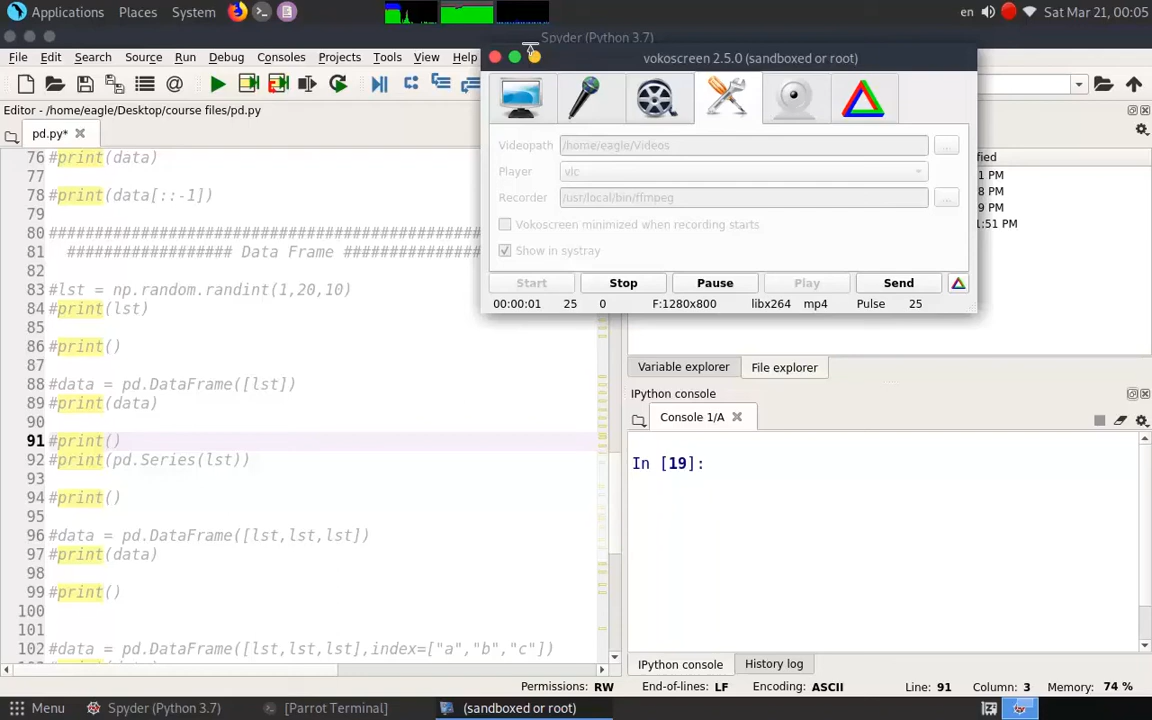 Applications Places System en Sat Mar 21, 00:05
Spyder (Python 3.7)
File Edit Search Source Run Debug Consoles Projects Tools View Help
vokoscreen 2.5.0 (sandboxed or root)
Editor - /home/eagle/Desktop/course files/pd.py
pd.py*
Videopath /home/eagle/Videos ...
Player vlc
Recorder /usr/local/bin/ffmpeg ...
Vokoscreen minimized when recording starts
Show in systray
Start Stop Pause Play Send
00:00:01 25 0 F:1280x800 libx264 mp4 Pulse 25
76 #print(data)
77
78 #print(data[::-1])
79
80 ################################################
81 ################## Data Frame ################
82
83 #lst = np.random.randint(1,20,10)
84 #print(lst)
85
86 #print()
87
88 #data = pd.DataFrame([lst])
89 #print(data)
90
91 #print()
92 #print(pd.Series(lst))
93
94 #print()
95
96 #data = pd.DataFrame([lst,lst,lst])
97 #print(data)
98
99 #print()
100
101
102 #data = pd.DataFrame([lst,lst,lst],index=["a","b","c"])
1 PM
8 PM
9 PM
1:51 PM
Variable explorer File explorer
IPython console
Console 1/A
In [19]:
IPython console History log
Permissions: RW End-of-lines: LF Encoding: ASCII Line: 91 Column: 3 Memory: 74 %
Menu Spyder (Python 3.7) [Parrot Terminal] (sandboxed or root)